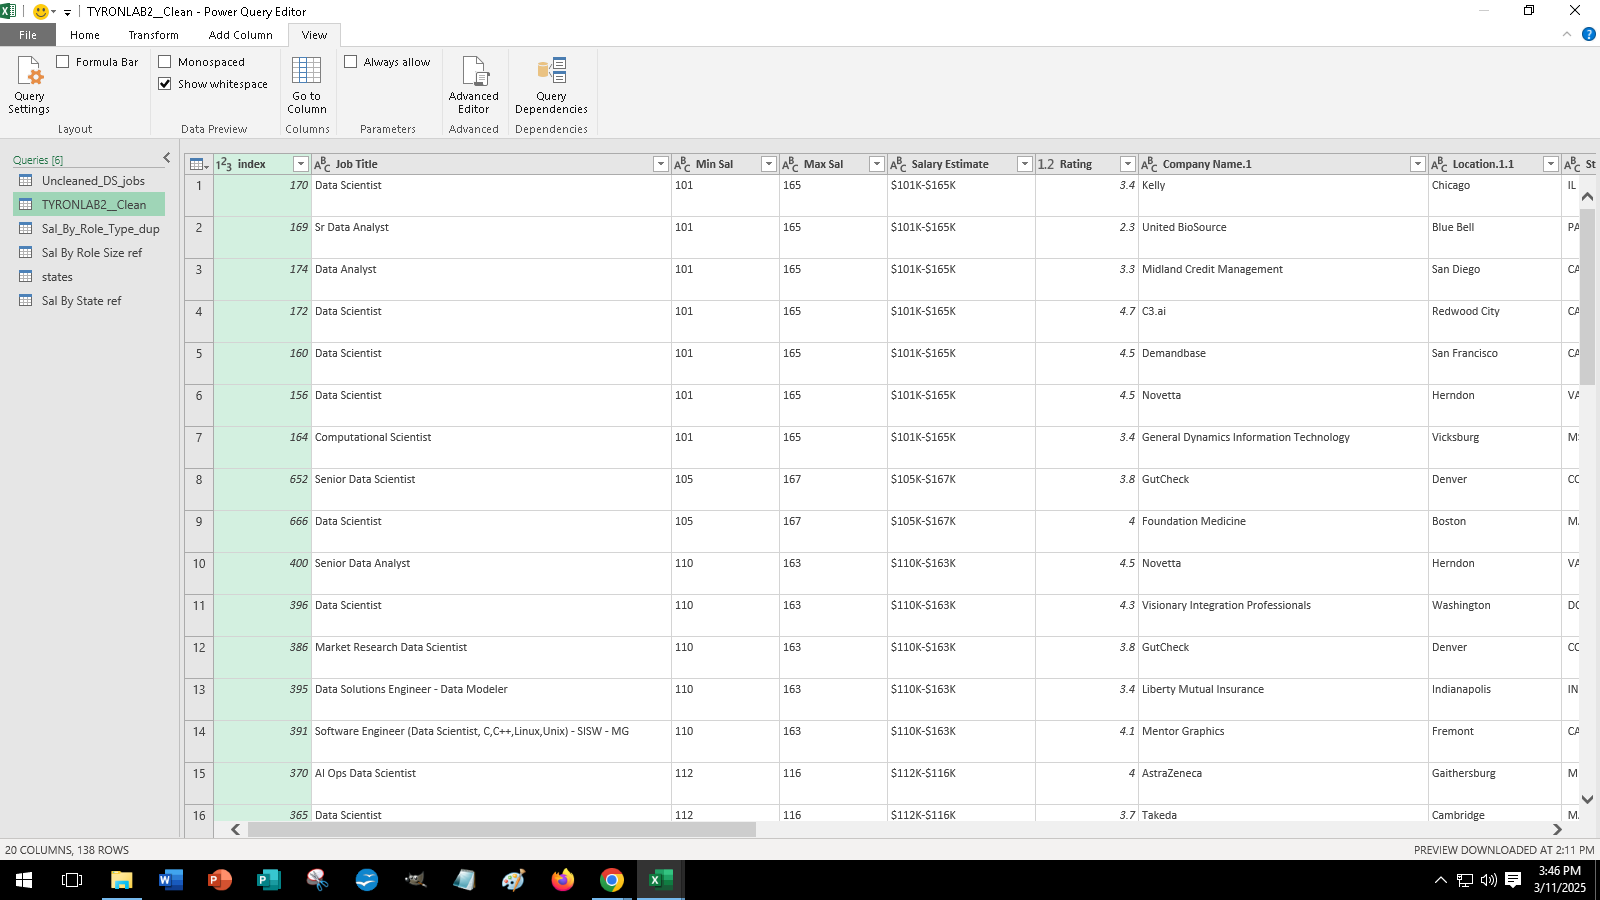 TYRONLAB2__Clean - Power Query Editor
File Home Transform Add Column View
Query Settings
Formula Bar
Layout
Monospaced
Show whitespace
Data Preview
Go to Column
Columns
Always allow
Parameters
Advanced Editor
Advanced
Query Dependencies
Dependencies
Queries [6]
Uncleaned_DS_jobs
TYRONLAB2__Clean
Sal_By_Role_Type_dup
Sal By Role Size ref
states
Sal By State ref
index Job Title Min Sal Max Sal Salary Estimate 1.2 Rating Company Name.1 Location.1.1 St
1 170 Data Scientist 101 165 $101K-$165K 3.4 Kelly Chicago IL
2 169 Sr Data Analyst 101 165 $101K-$165K 2.3 United BioSource Blue Bell PA
3 174 Data Analyst 101 165 $101K-$165K 3.3 Midland Credit Management San Diego CA
4 172 Data Scientist 101 165 $101K-$165K 4.7 C3.ai Redwood City CA
5 160 Data Scientist 101 165 $101K-$165K 4.5 Demandbase San Francisco CA
6 156 Data Scientist 101 165 $101K-$165K 4.5 Novetta Herndon VA
7 164 Computational Scientist 101 165 $101K-$165K 3.4 General Dynamics Information Technology Vicksburg
8 652 Senior Data Scientist 105 167 $105K-$167K 3.8 GutCheck Denver CO
9 666 Data Scientist 105 167 $105K-$167K 4 Foundation Medicine Boston
10 400 Senior Data Analyst 110 163 $110K-$163K 4.5 Novetta Herndon VA
11 396 Data Scientist 110 163 $110K-$163K 4.3 Visionary Integration Professionals Washington DC
12 386 Market Research Data Scientist 110 163 $110K-$163K 3.8 GutCheck Denver CO
13 395 Data Solutions Engineer - Data Modeler 110 163 $110K-$163K 3.4 Liberty Mutual Insurance Indianapolis IN
14 391 Software Engineer (Data Scientist, C,C++,Linux,Unix) - SISW - MG 110 163 $110K-$163K 4.1 Mentor Graphics Fremont CA
15 370 AI Ops Data Scientist 112 116 $112K-$116K 4 AstraZeneca Gaithersburg M
16 365 Data Scientist 112 116 $112K-$116K 3.7 Takeda Cambridge
20 COLUMNS, 138 ROWS
PREVIEW DOWNLOADED AT 2:11 PM
3:46 PM
3/11/2025